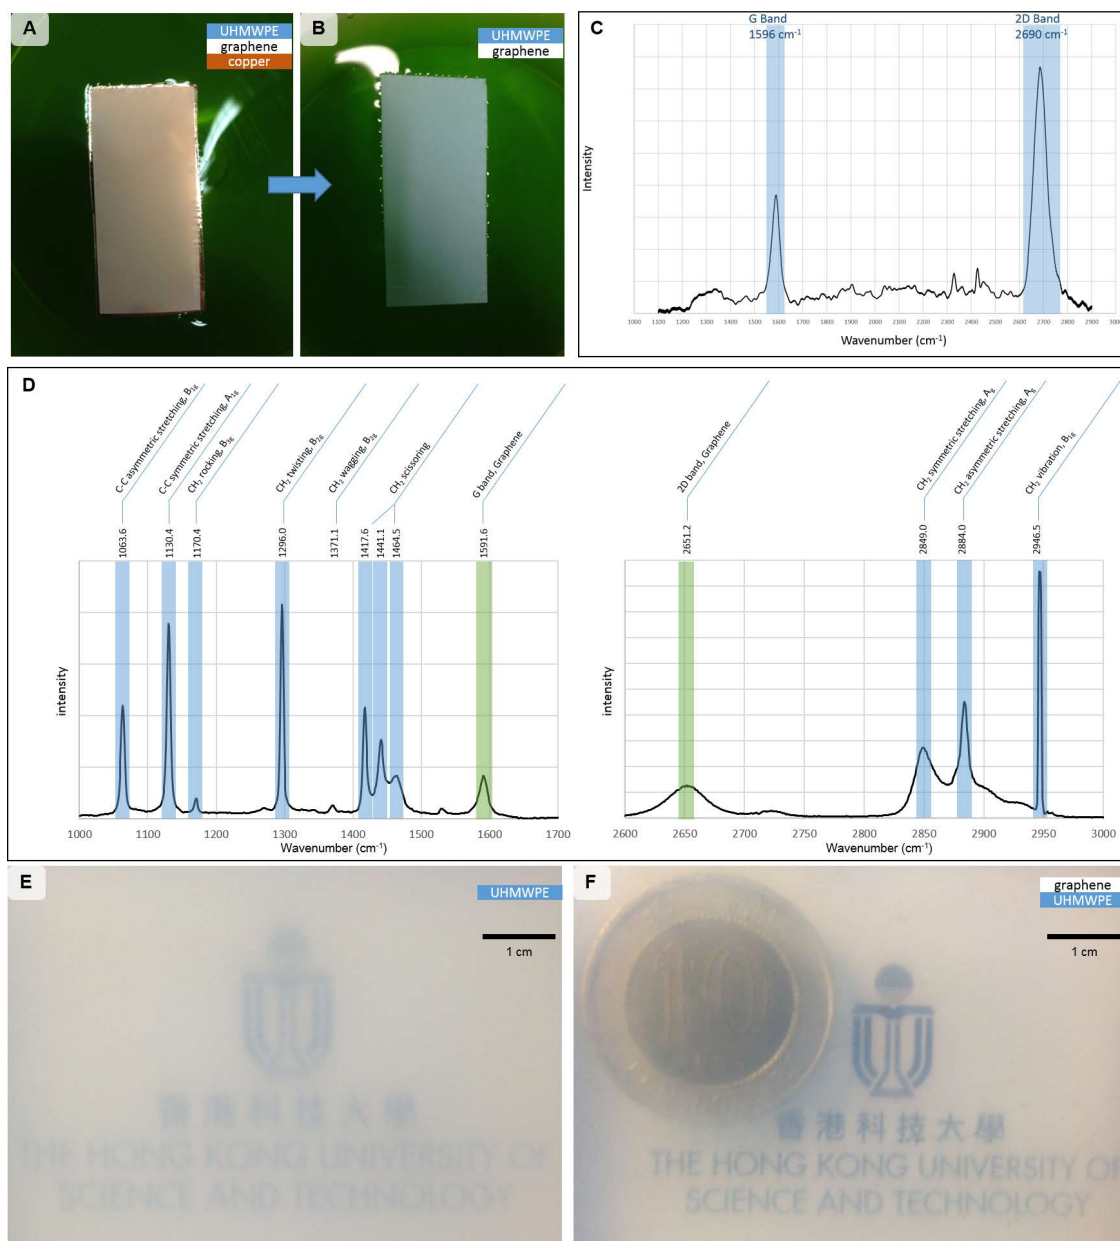 A
UHMWPE
graphene
copper
B
UHMWPE
graphene
C
G Band
1596 cm⁻¹
2D Band
2690 cm⁻¹
Intensity
1000 1100 1200 1300 1400 1500 1600 1700 1800 1900 2000 2100 2200 2300 2400 2500 2600 2700 2800 2900 3000
Wavenumber (cm⁻¹)
D
C-C asymmetric stretching, B₁g
C-C symmetric stretching, A₁g
CH₂ rocking, B₃g
CH₂ twisting, B₂g
CH₂ wagging, B₂g
CH₂ scissoring
G band, Graphene
2D band, Graphene
CH₂ symmetric stretching, Ag
CH₂ asymmetric stretching, Ag
CH₂ vibration, B₁g
1063.6
1130.4
1170.4
1296.0
1371.1
1417.6
1441.1
1464.5
1591.6
2651.2
2849.0
2884.0
2946.5
intensity
1000 1100 1200 1300 1400 1500 1600 1700
Wavenumber (cm⁻¹)
intensity
2600 2650 2700 2750 2800 2850 2900 2950 3000
Wavenumber (cm⁻¹)
E
UHMWPE
1 cm
香港科技大學
THE HONG KONG UNIVERSITY OF
SCIENCE AND TECHNOLOGY
F
graphene
UHMWPE
1 cm
10
香港科技大學
THE HONG KONG UNIVERSITY OF
SCIENCE AND TECHNOLOGY